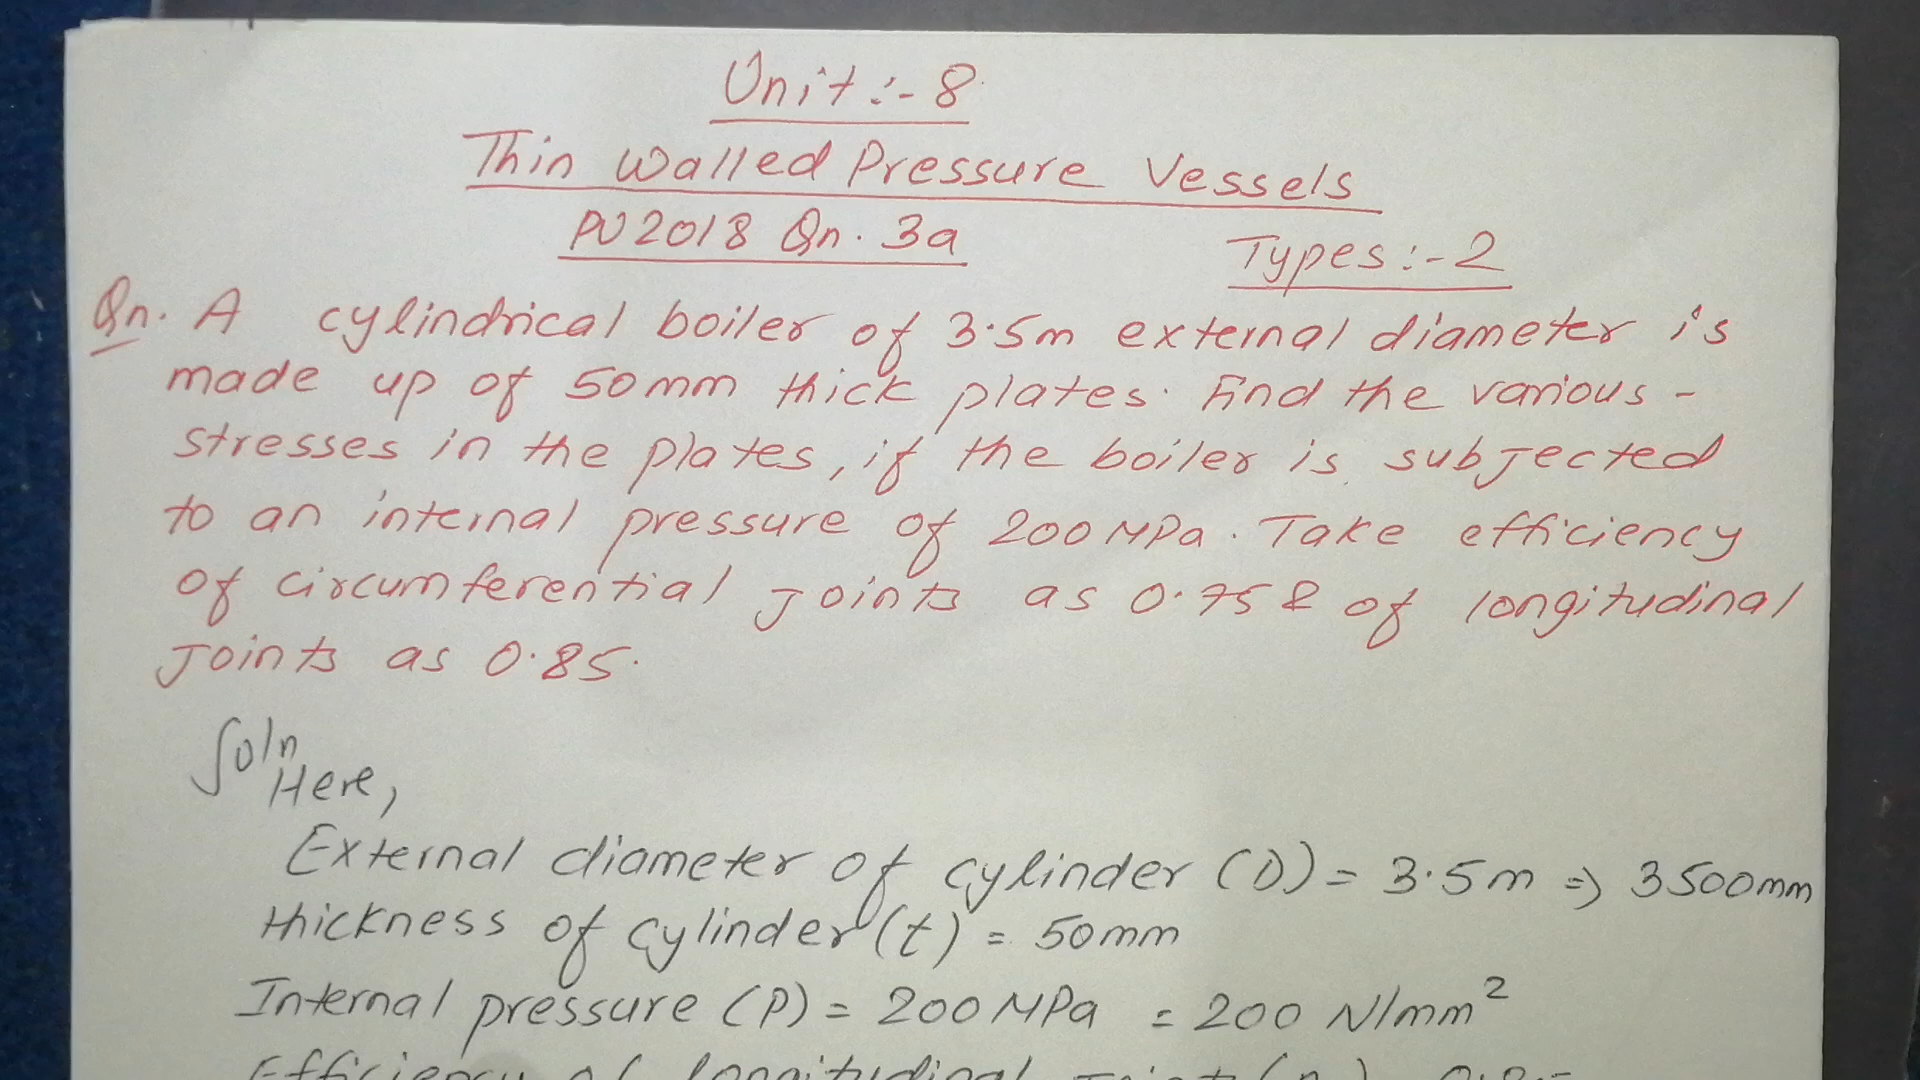 Unit :- 8
Thin Walled Pressure Vessels
PU 2018 Qn. 3a
Types :- 2
Qn. A cylindrical boiler of 3.5m external diameter is
made up of 50mm thick plates. Find the various -
stresses in the plates, if the boiler is subjected
to an internal pressure of 200 MPa. Take efficiency
of circumferential joints as 0.75 & of longitudinal
joints as 0.85.
Soln
Here,
External diameter of cylinder (D) = 3.5m => 3500mm
thickness of cylinder (t) = 50mm
Internal pressure (P) = 200 MPa = 200 N/mm²
Efficiency of longitudinal